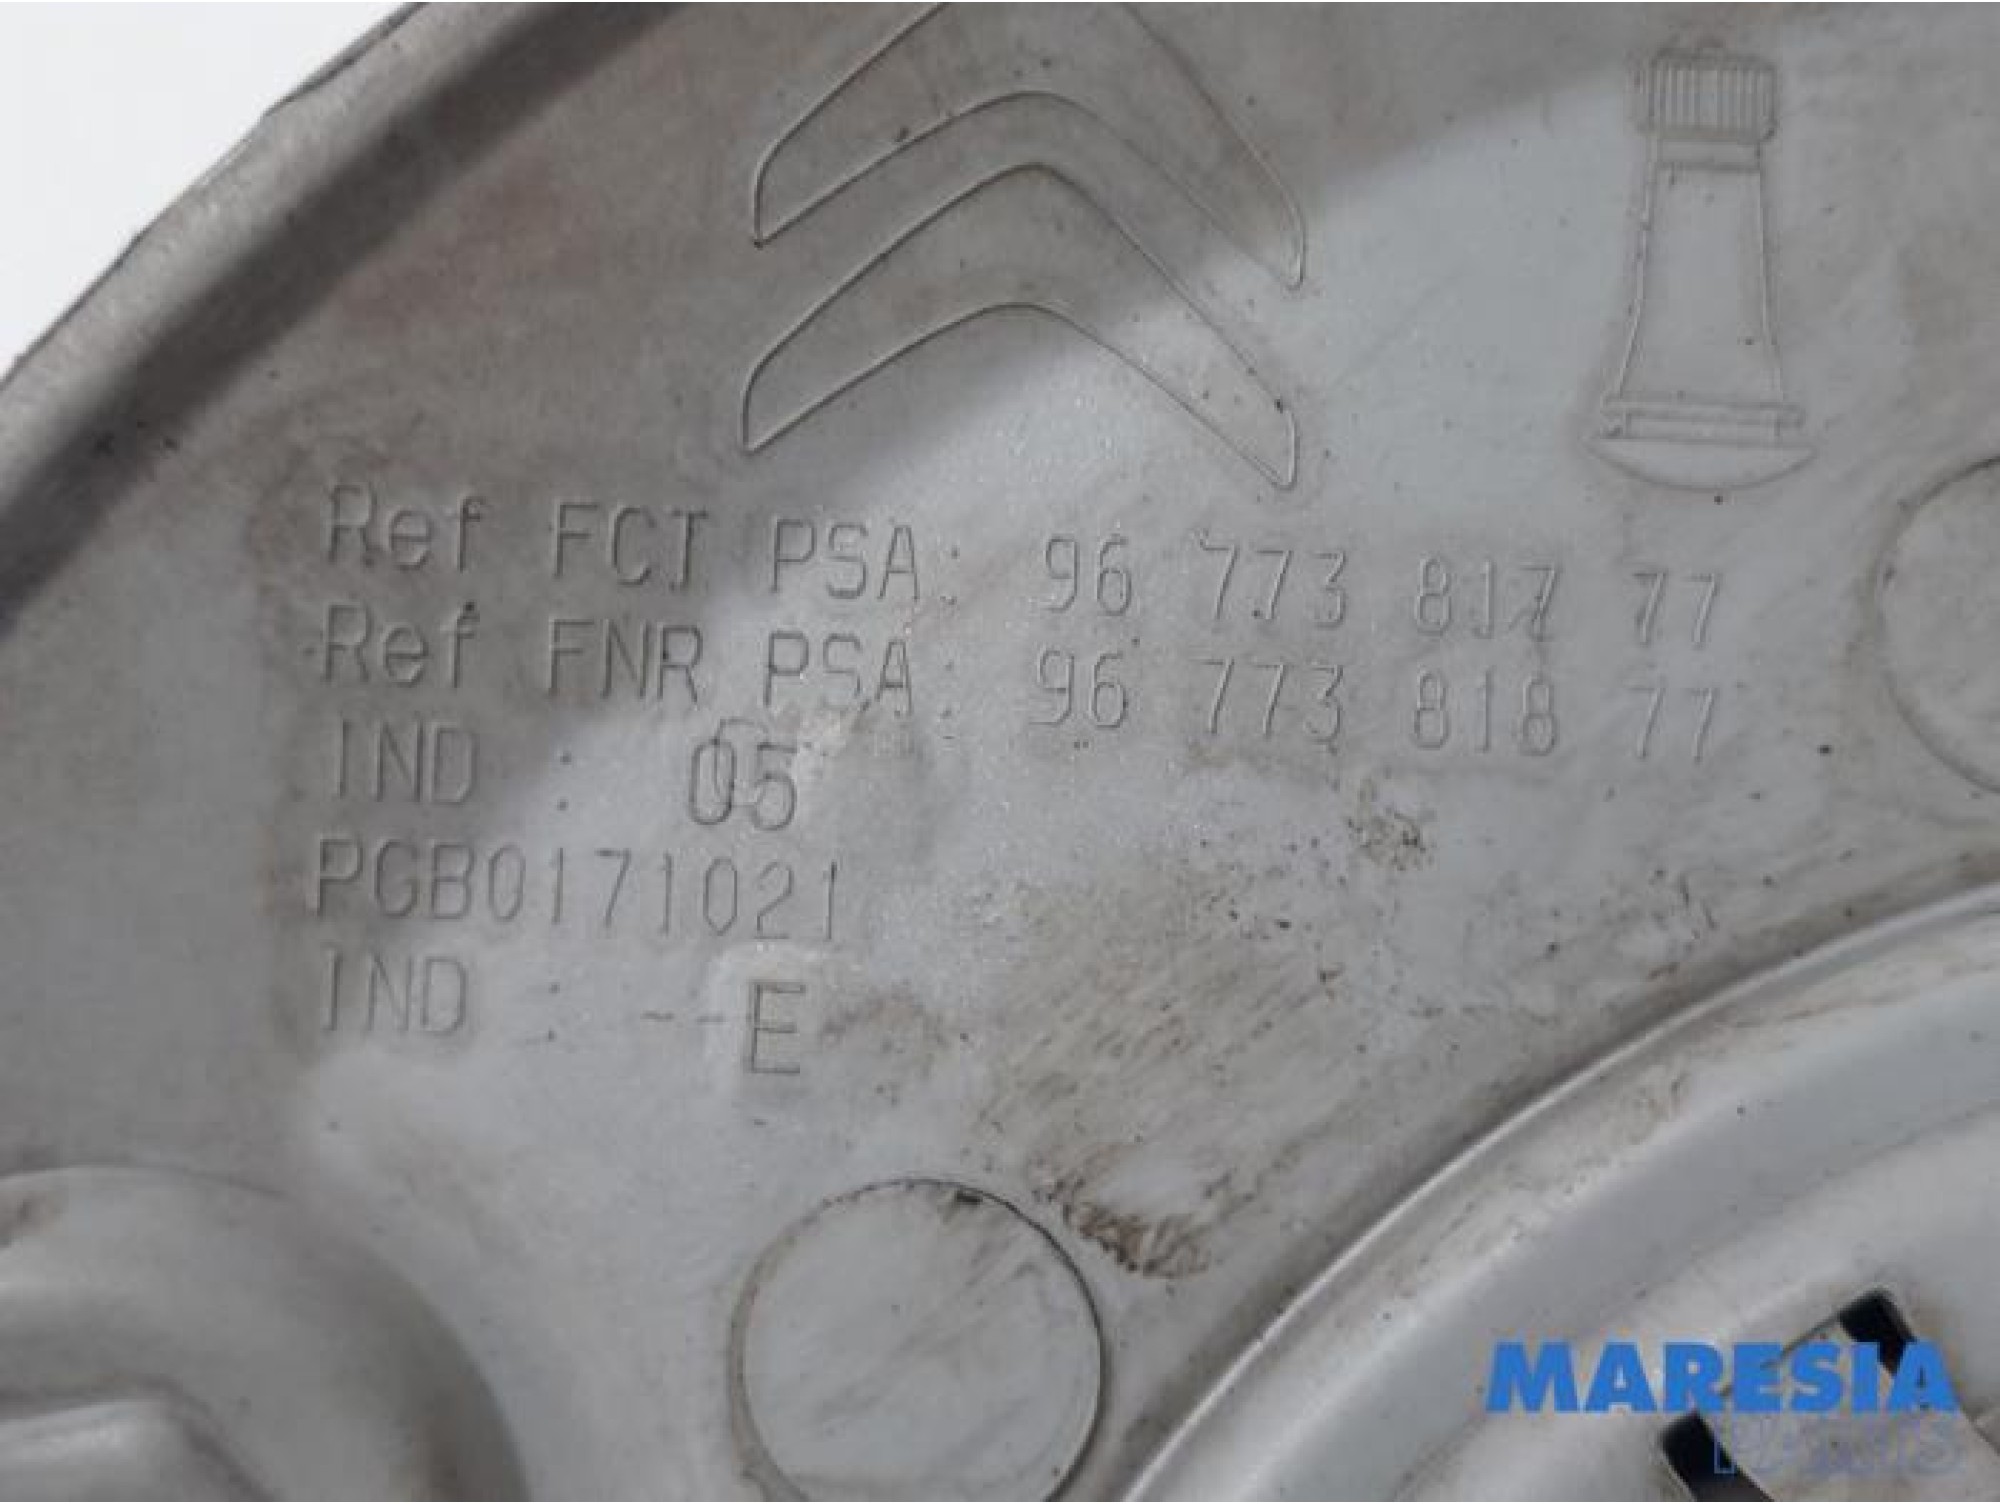 Ref FCT PSA: 96 773 817 77
Ref FNR PSA: 96 773 818 77
IND : 05
PGB0171021
IND : --E
MARESIA
PARTS